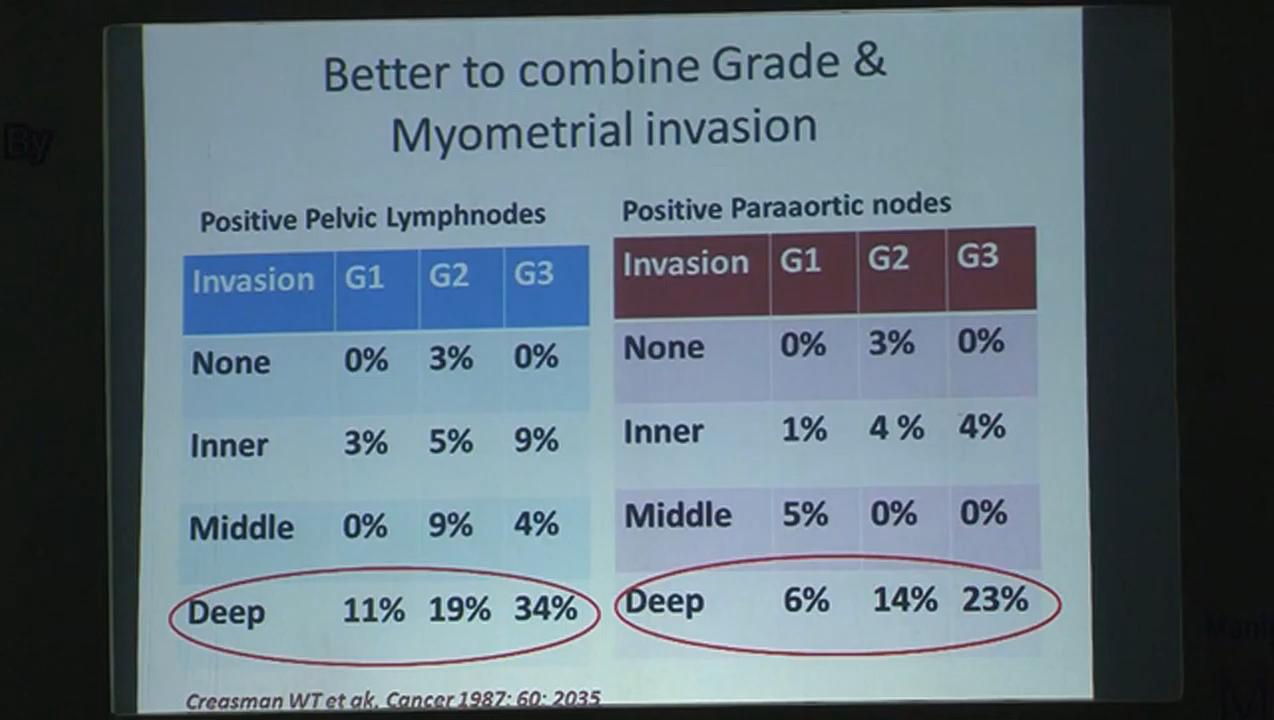 By
Better to combine Grade &
Myometrial invasion
Positive Pelvic Lymphnodes
Invasion G1 G2 G3
None 0% 3% 0%
Inner 3% 5% 9%
Middle 0% 9% 4%
Deep 11% 19% 34%
Positive Paraaortic nodes
Invasion G1 G2 G3
None 0% 3% 0%
Inner 1% 4 % 4%
Middle 5% 0% 0%
Deep 6% 14% 23%
Creasman WT et ak. Cancer 1987: 60: 2035